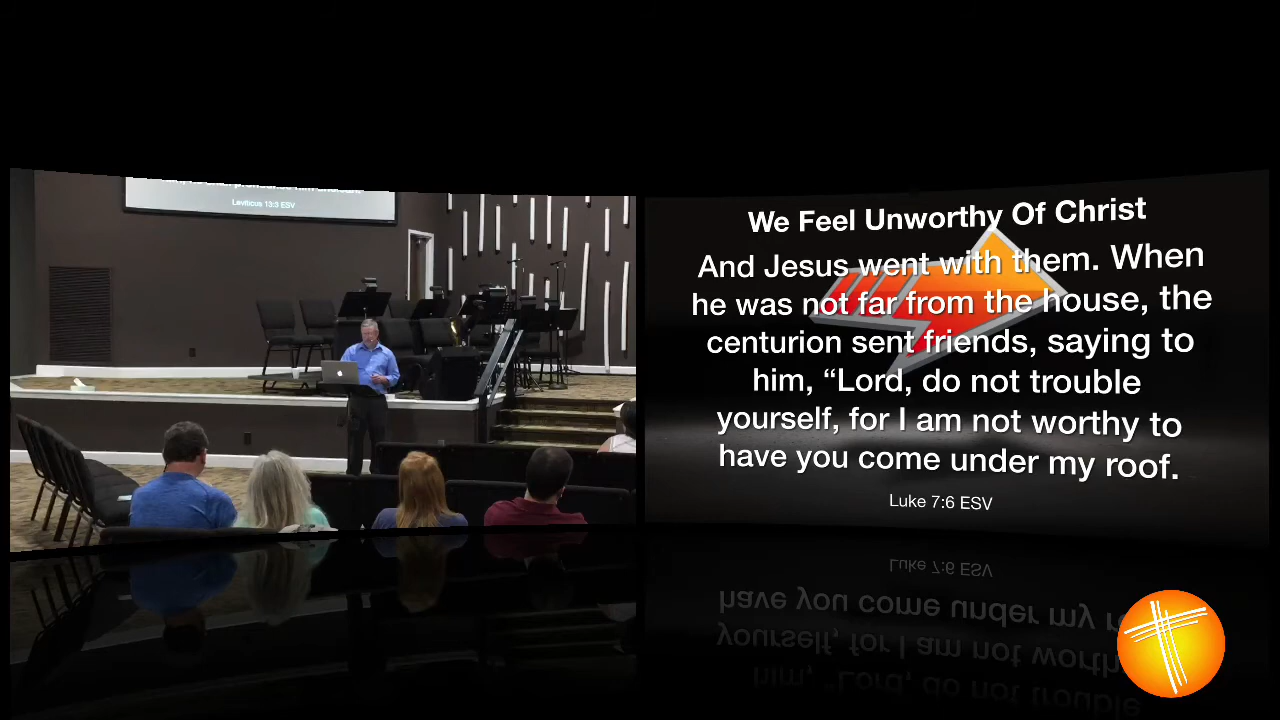 Leviticus 13:3 ESV
We Feel Unworthy Of Christ
And Jesus went with them. When
he was not far from the house, the
centurion sent friends, saying to
him, “Lord, do not trouble
yourself, for I am not worthy to
have you come under my roof.
Luke 7:6 ESV